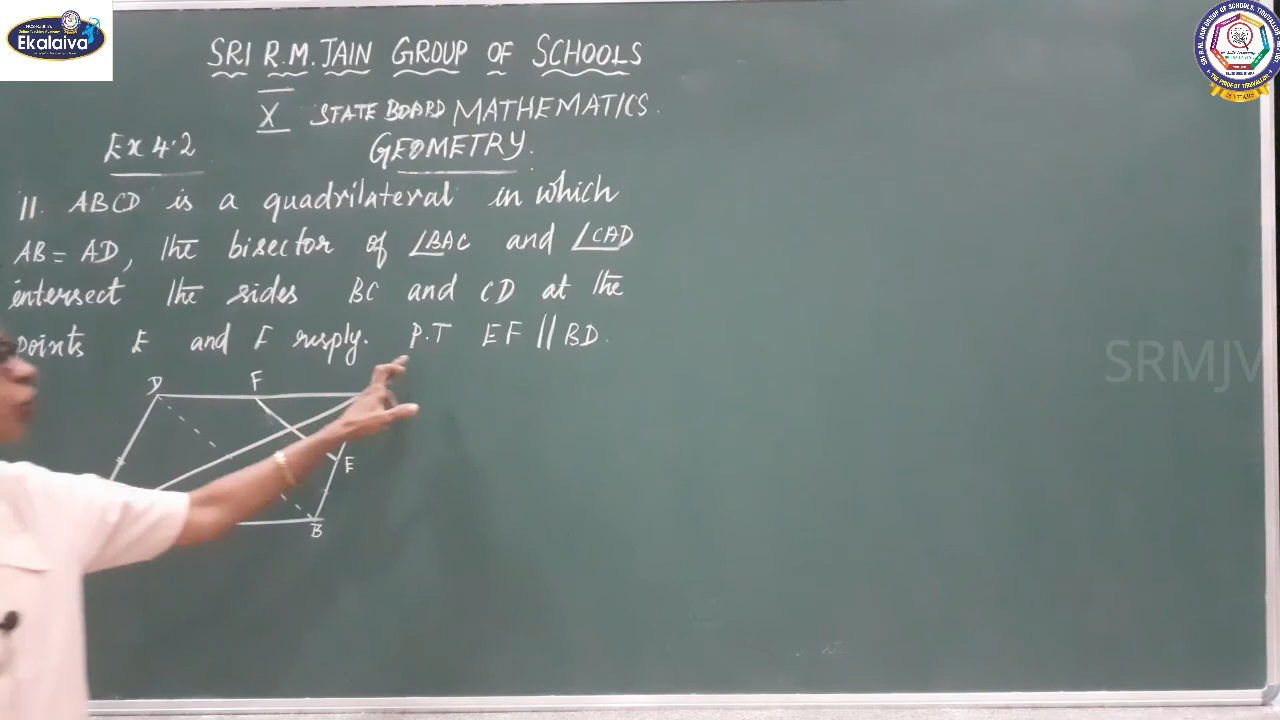 Ekalaiva
SRI R.M. JAIN GROUP OF SCHOOLS
X STATE BOARD MATHEMATICS.
Ex 4.2 GEOMETRY.
11. ABCD is a quadrilateral in which
AB = AD, the bisector of ∠BAC and ∠CAD
intersect the sides BC and CD at the
points E and F resply. P.T EF || BD.
SRMJV
D F
E
B